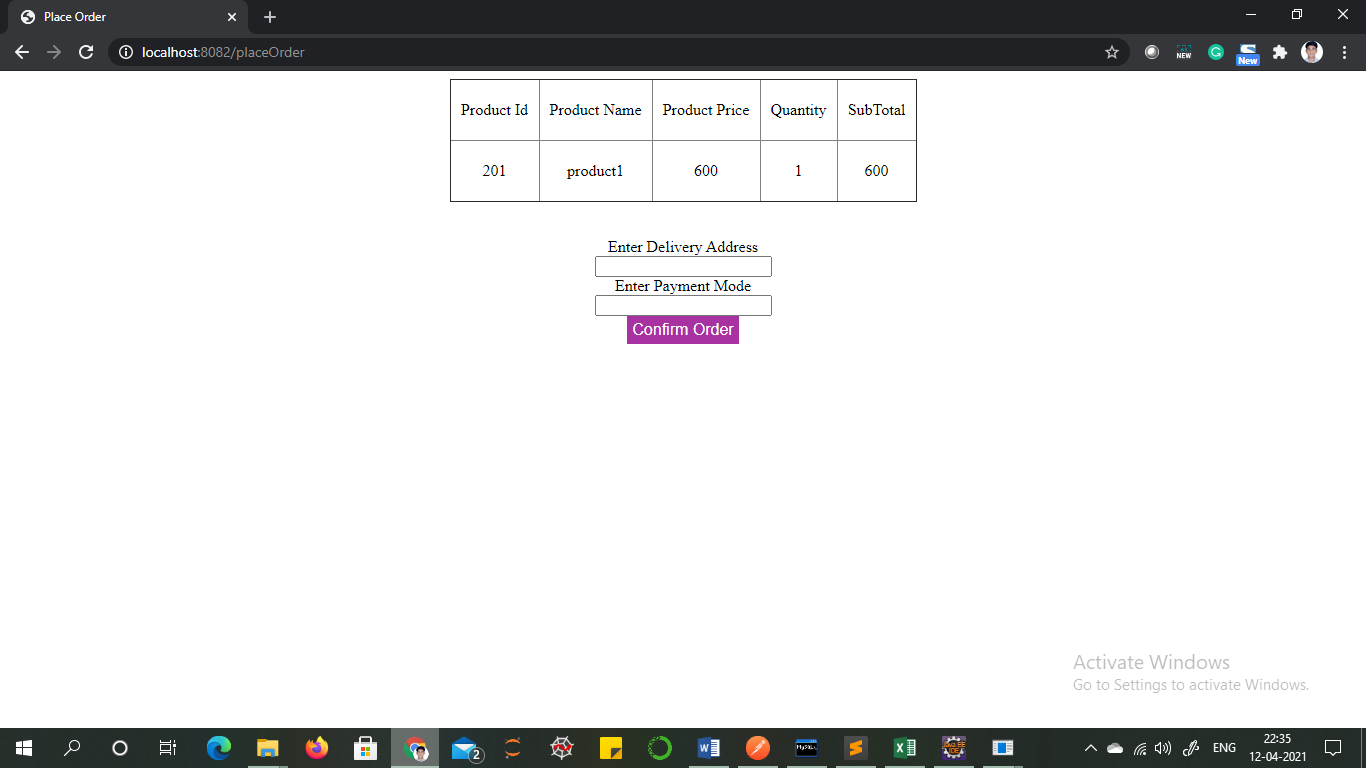 Place Order
localhost:8082/placeOrder
NEW
New
Product Id Product Name Product Price Quantity SubTotal
201 product1 600 1 600
Enter Delivery Address
Enter Payment Mode
Confirm Order
Activate Windows
Go to Settings to activate Windows.
2
MySQL
ENG
22:35
12-04-2021